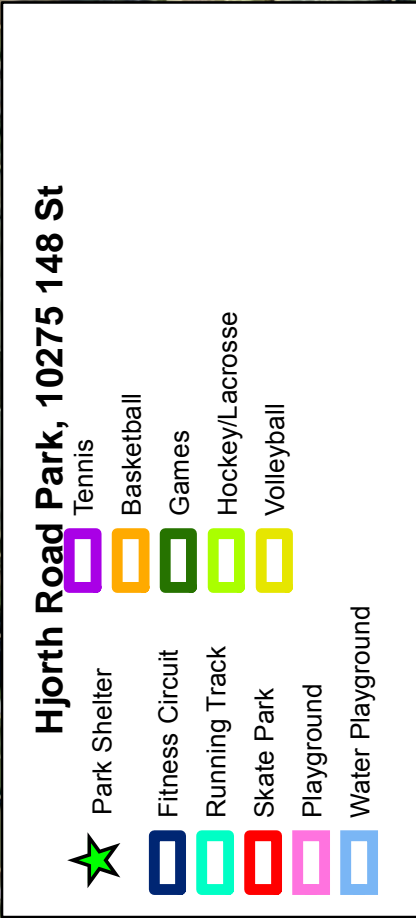 Hjorth Road Park, 10275 148 St
Park Shelter
Fitness Circuit
Running Track
Skate Park
Playground
Water Playground
Tennis
Basketball
Games
Hockey/Lacrosse
Volleyball